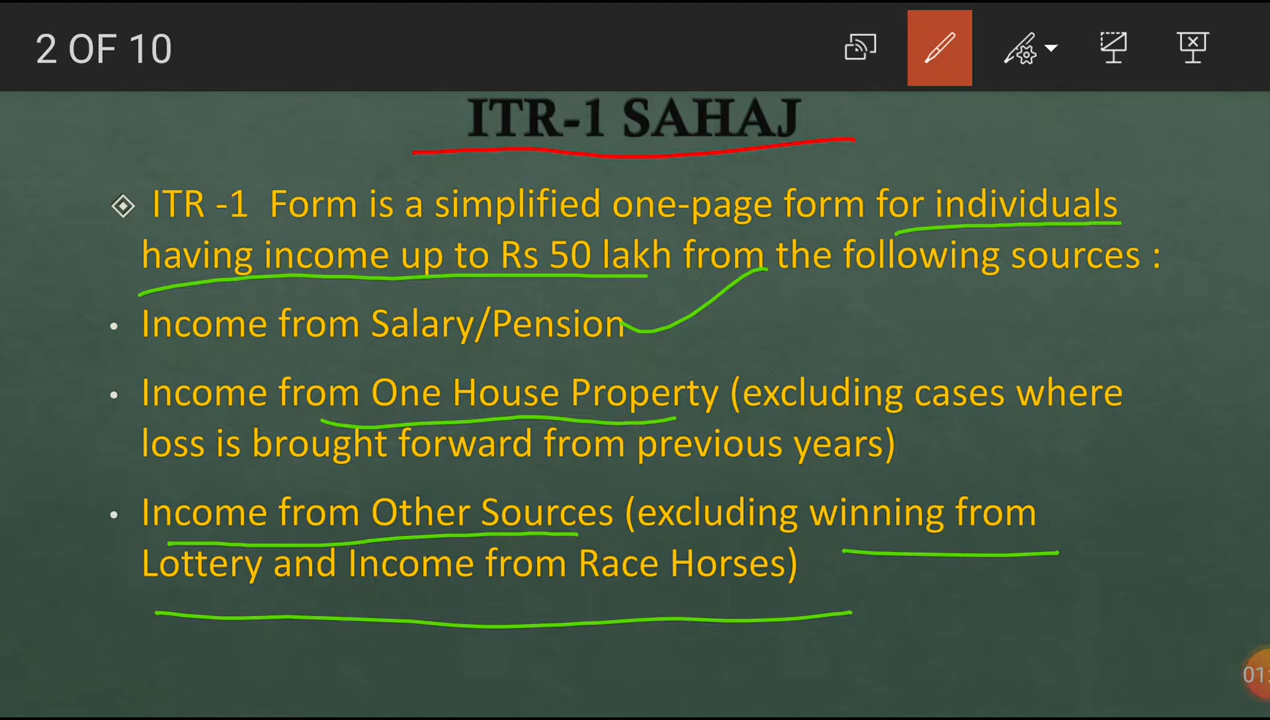 2 OF 10
ITR-1 SAHAJ
ITR -1 Form is a simplified one-page form for individuals
having income up to Rs 50 lakh from the following sources :
• Income from Salary/Pension
• Income from One House Property (excluding cases where
loss is brought forward from previous years)
• Income from Other Sources (excluding winning from
Lottery and Income from Race Horses)